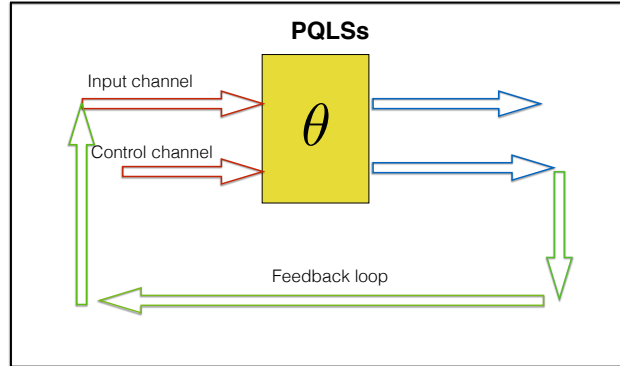 PQLSs
Input channel
θ
Control channel
Feedback loop